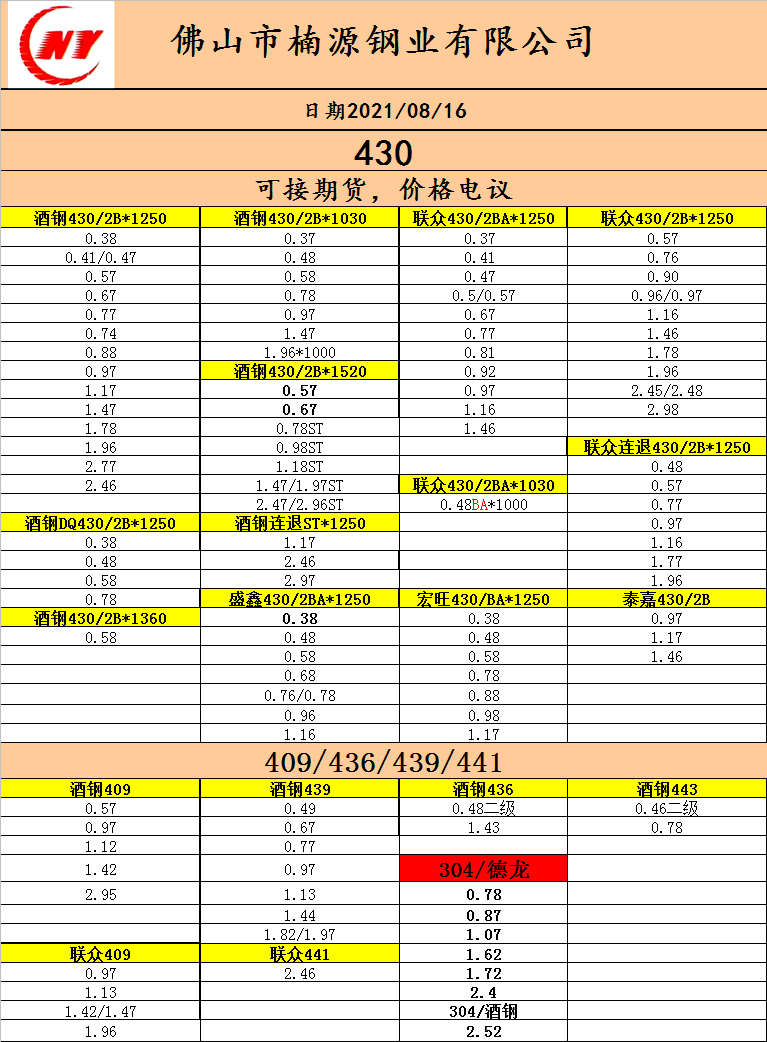 NY
佛山市楠源钢业有限公司
日期2021/08/16
430
可接期货，价格电议
酒钢430/2B*1250 酒钢430/2B*1030 联众430/2BA*1250 联众430/2B*1250
0.38 0.37 0.37 0.57
0.41/0.47 0.48 0.41 0.76
0.57 0.58 0.47 0.90
0.67 0.78 0.5/0.57 0.96/0.97
0.77 0.97 0.67 1.16
0.74 1.47 0.77 1.46
0.88 1.96*1000 0.81 1.78
0.97 酒钢430/2B*1520 0.92 1.96
1.17 0.57 0.97 2.45/2.48
1.47 0.67 1.16 2.98
1.78 0.78ST 1.46
1.96 0.98ST 联众连退430/2B*1250
2.77 1.18ST 0.48
2.46 1.47/1.97ST 联众430/2BA*1030 0.57
2.47/2.96ST 0.48BA*1000 0.77
酒钢DQ430/2B*1250 酒钢连退ST*1250 0.97
0.38 1.17 1.16
0.48 2.46 1.77
0.58 2.97 1.96
0.78 盛鑫430/2BA*1250 宏旺430/BA*1250 泰嘉430/2B
酒钢430/2B*1360 0.38 0.38 0.97
0.58 0.48 0.48 1.17
0.58 0.58 1.46
0.68 0.78
0.76/0.78 0.88
0.96 0.98
1.16 1.17
409/436/439/441
酒钢409 酒钢439 酒钢436 酒钢443
0.57 0.49 0.48二级 0.46二级
0.97 0.67 1.43 0.78
1.12 0.77
1.42 0.97 304/德龙
2.95 1.13 0.78
1.44 0.87
1.82/1.97 1.07
联众409 联众441 1.62
0.97 2.46 1.72
1.13 2.4
1.42/1.47 304/酒钢
1.96 2.52